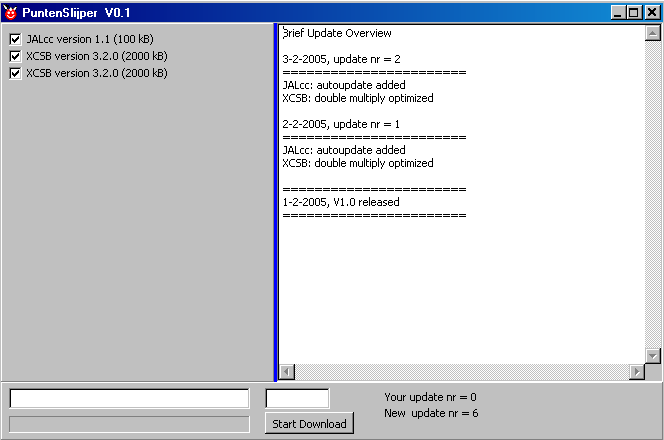 PuntenSlijper V0.1
JALcc version 1.1 (100 kB)
XCSB version 3.2.0 (2000 kB)
XCSB version 3.2.0 (2000 kB)
Brief Update Overview
3-2-2005, update nr = 2
=======================
JALcc: autoupdate added
XCSB: double multiply optimized
2-2-2005, update nr = 1
=======================
JALcc: autoupdate added
XCSB: double multiply optimized
=======================
1-2-2005, V1.0 released
=======================
Your update nr = 0
New update nr = 6
Start Download